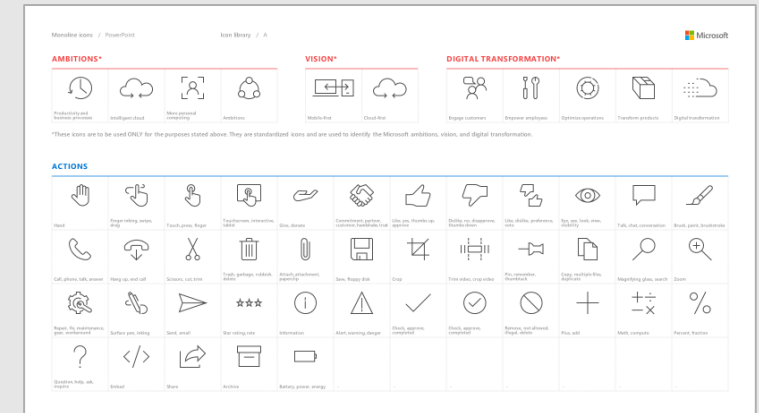 Monoline icons / PowerPoint
Icon library / A
Microsoft
AMBITIONS*
VISION*
DIGITAL TRANSFORMATION*
Productivity and
business processes
Intelligent cloud
More personal
computing
Ambitions
Mobile-first
Cloud-first
Engage customers
Empower employees
Optimize operations
Transform products
Digital transformation
*These icons are to be used ONLY for the purposes stated above. They are standardized icons and are used to identify the Microsoft ambitions, vision, and digital transformation.
ACTIONS
Hand
Finger tabing, swipe,
drag
Touch, press, finger
Touchscreen, interactive,
tablet
Give, donate
Commitment, partner,
customer, handshake, trust
Like, yes, thumbs up,
approve
Dislike, no, disapprove,
thumbs down
Like, dislike, preference,
vote
Eye, spy, look, view,
visibility
Talk, chat, conversation
Brush, paint, brushstroke
Call, phone, talk, answer
Hang up, end call
Scissors, cut, trim
Trash, garbage, rubbish,
delete
Attach, attachment,
paperclip
Save, floppy disk
Crop
Trim video, crop video
Pin, remember,
thumbtack
Copy, multiple files,
duplicate
Magnifying glass, search
Zoom
Repair, fix, maintenance,
gear, workaround
Surface pen, inking
Send, email
Star rating, rate
Information
Alert, warning, danger
Check, approve,
completed
Check, approve,
completed
Remove, not allowed,
illegal, delete
Plus, add
Math, compute
Percent, fraction
Question, help, ask,
inquire
Embed
Share
Archive
Battery, power, energy